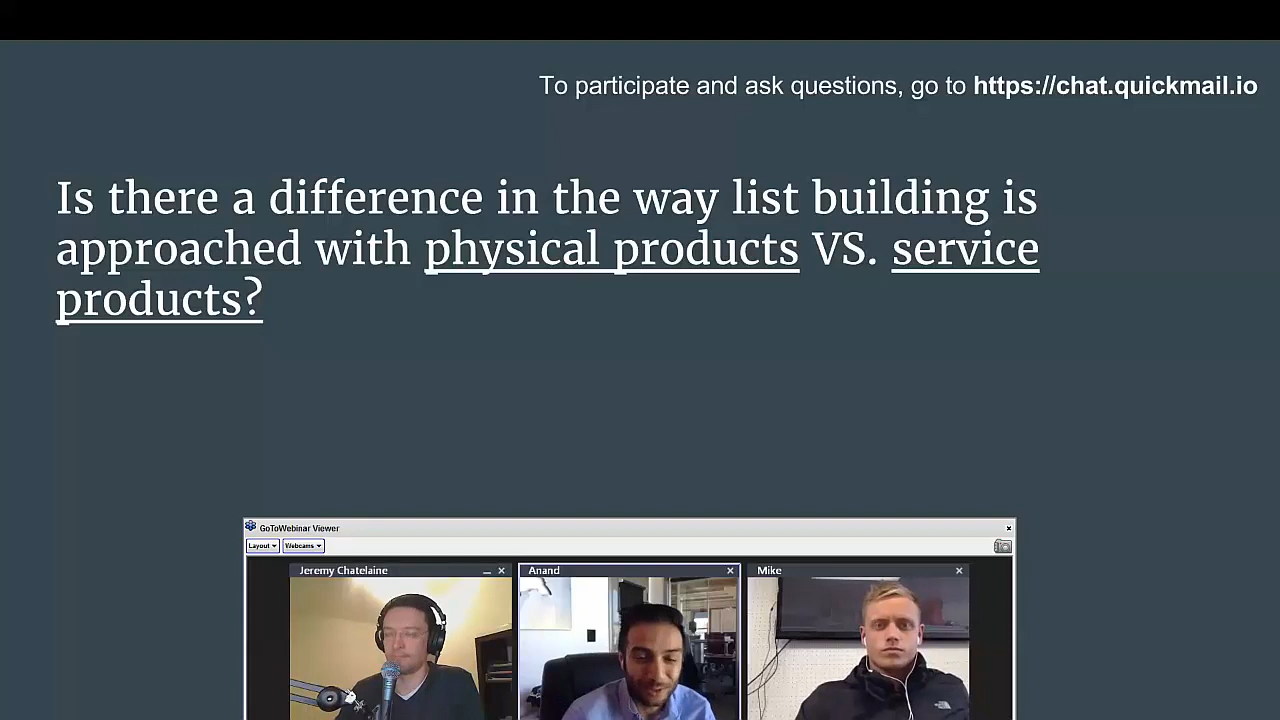 To participate and ask questions, go to https://chat.quickmail.io
Is there a difference in the way list building is
approached with physical products VS. service
products?
GoToWebinar Viewer
Layout
Webcams
Jeremy Chatelaine
Anand
Mike